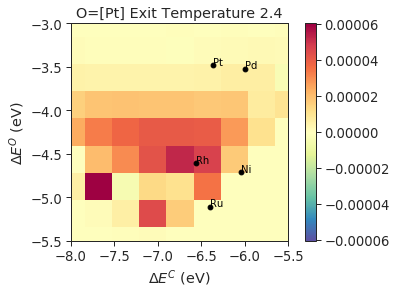 O=[Pt] Exit Temperature 2.4
−3.0
−3.5
−4.0
−4.5
−5.0
−5.5
ΔE^O (eV)
Pt
Pd
Rh
Ni
Ru
−8.0 −7.5 −7.0 −6.5 −6.0 −5.5
ΔE^C (eV)
0.00006
0.00004
0.00002
0.00000
−0.00002
−0.00004
−0.00006